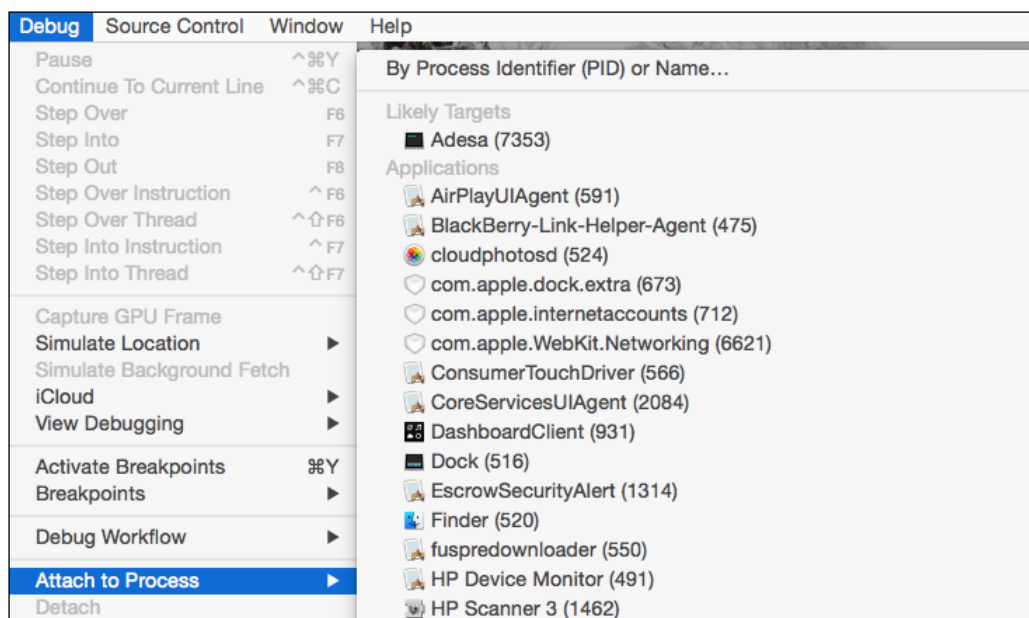 Debug Source Control Window Help
Pause ^⌘Y
Continue To Current Line ^⌘C
Step Over F6
Step Into F7
Step Out F8
Step Over Instruction ^ F6
Step Over Thread ^⇧F6
Step Into Instruction ^ F7
Step Into Thread ^⇧F7
Capture GPU Frame
Simulate Location ▶
Simulate Background Fetch
iCloud ▶
View Debugging ▶
Activate Breakpoints ⌘Y
Breakpoints ▶
Debug Workflow ▶
Attach to Process ▶
Detach
By Process Identifier (PID) or Name…
Likely Targets
Adesa (7353)
Applications
AirPlayUIAgent (591)
BlackBerry-Link-Helper-Agent (475)
cloudphotosd (524)
com.apple.dock.extra (673)
com.apple.internetaccounts (712)
com.apple.WebKit.Networking (6621)
ConsumerTouchDriver (566)
CoreServicesUIAgent (2084)
DashboardClient (931)
Dock (516)
EscrowSecurityAlert (1314)
Finder (520)
fuspredownloader (550)
HP Device Monitor (491)
HP Scanner 3 (1462)